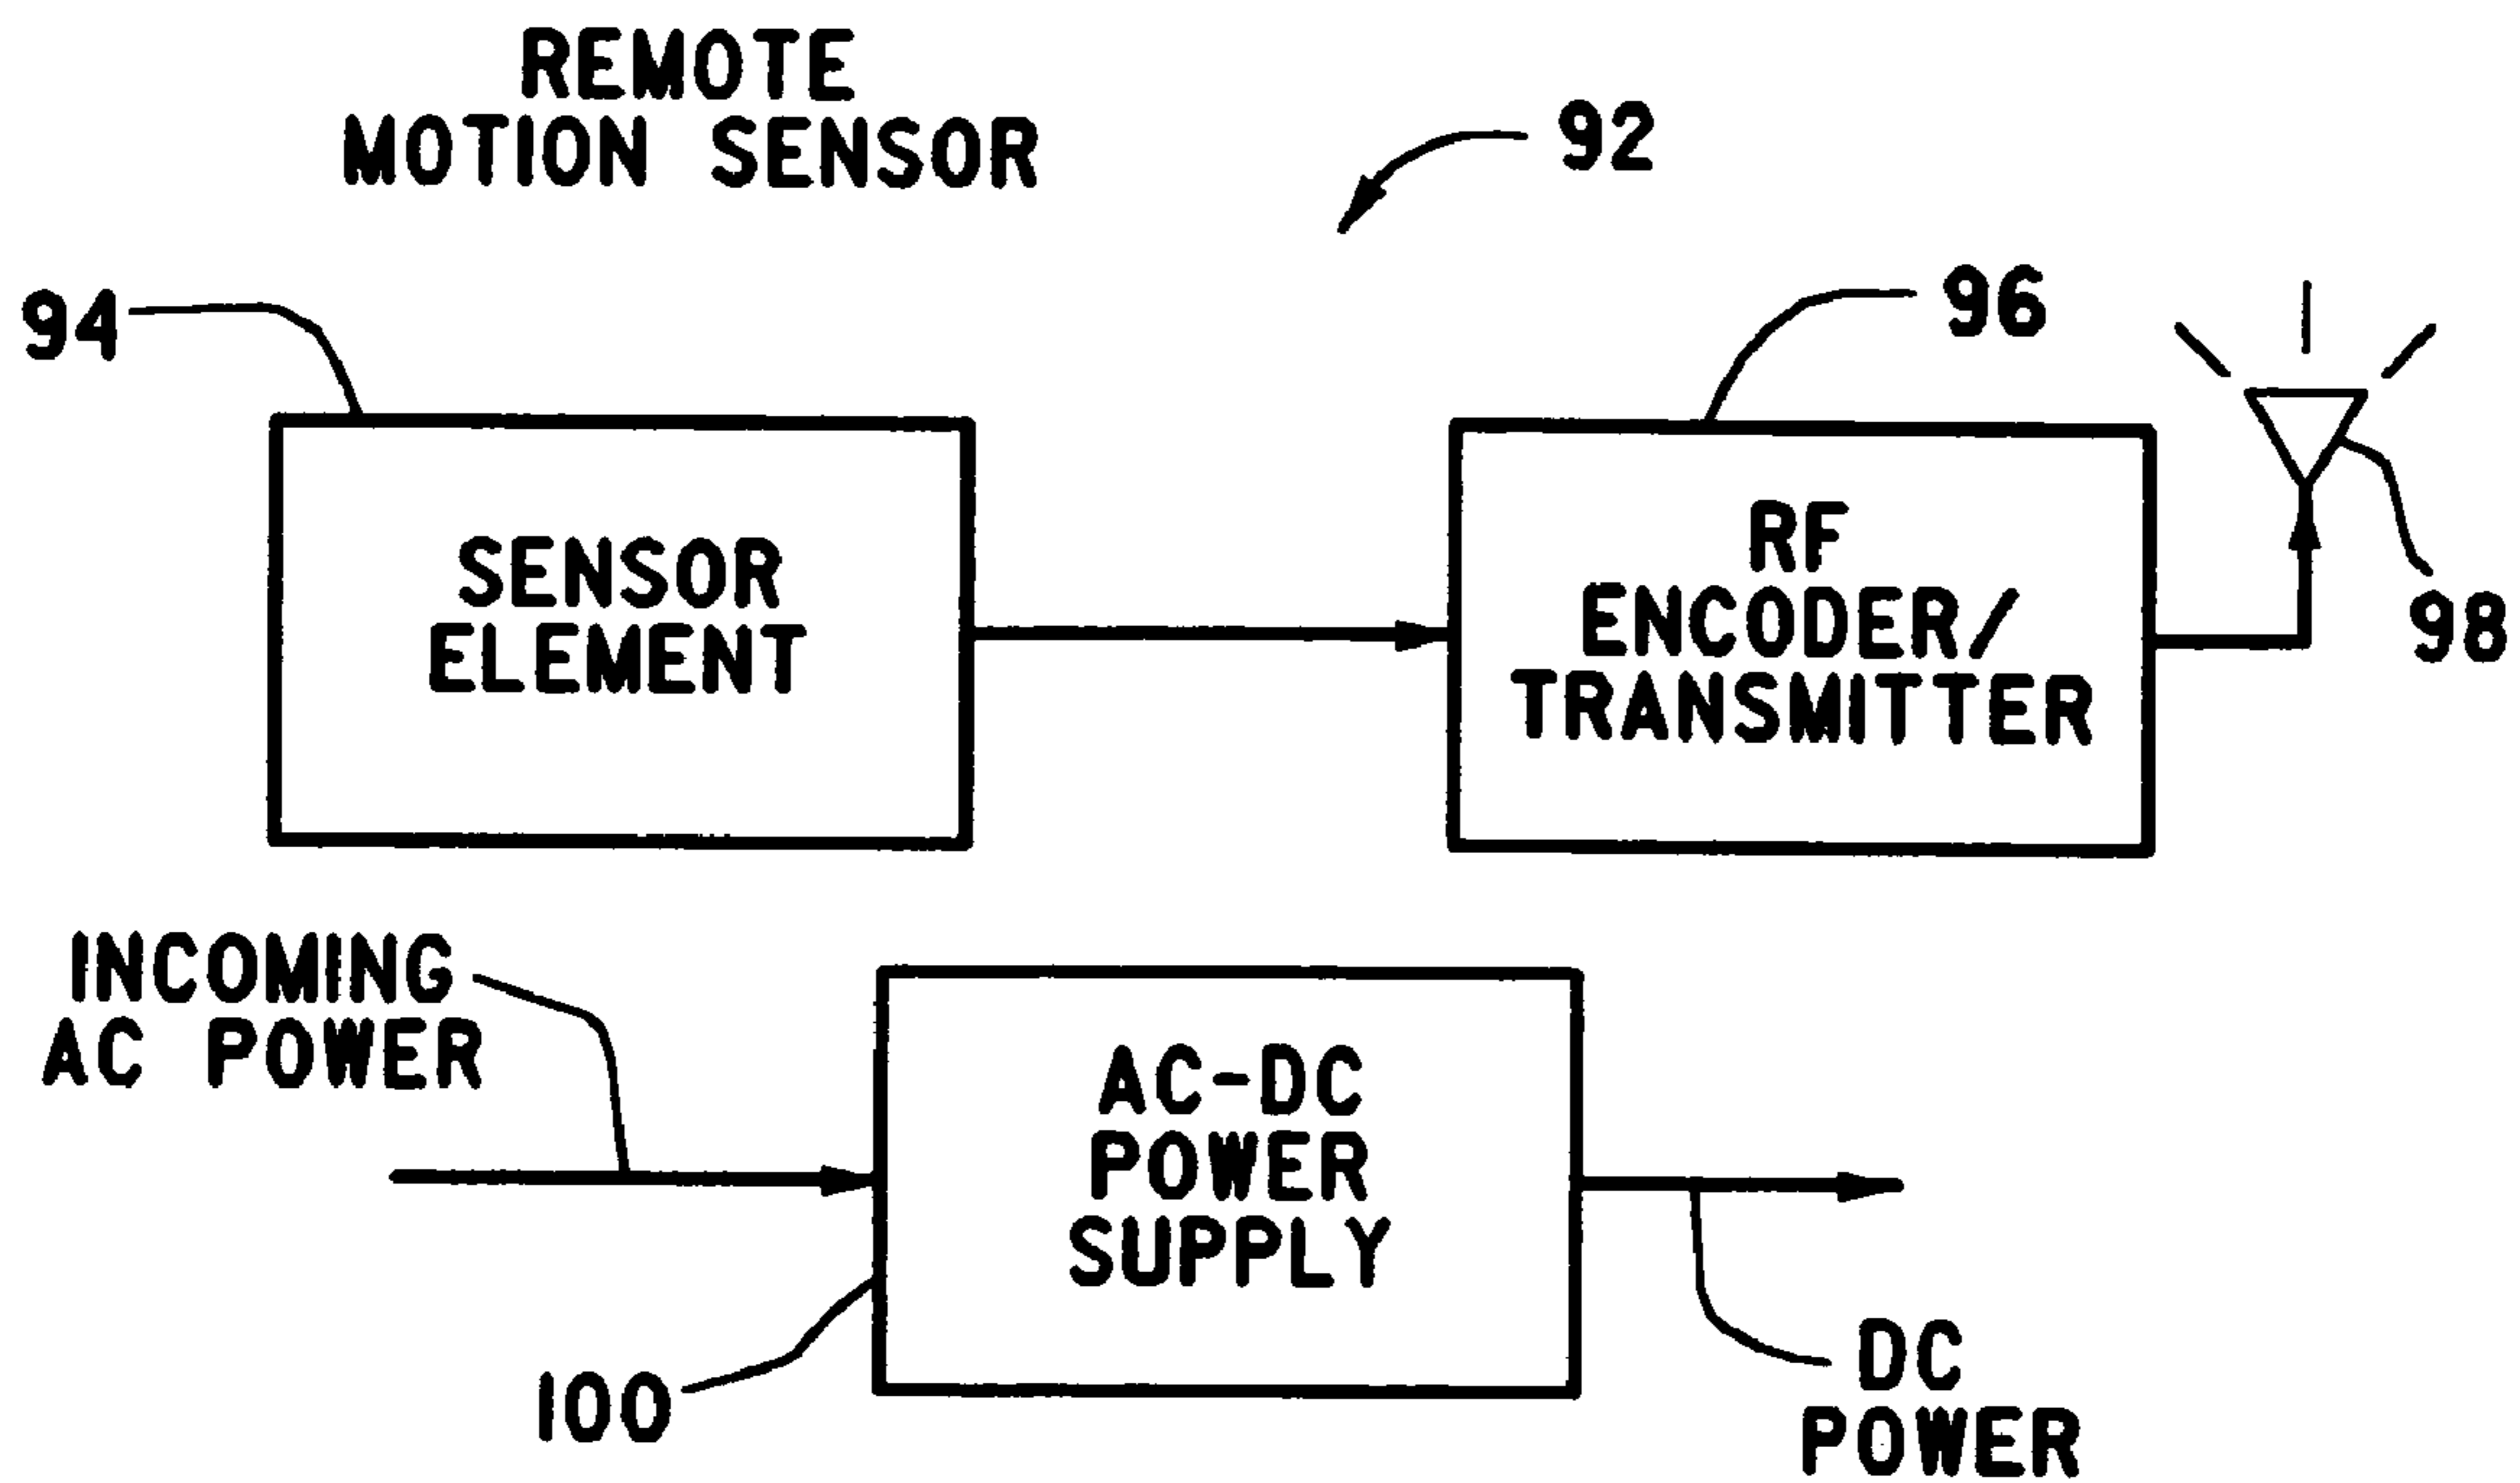 REMOTE
MOTION SENSOR
92
94
96
SENSOR
ELEMENT
RF
ENCODER/
TRANSMITTER
98
INCOMING
AC POWER
AC-DC
POWER
SUPPLY
100
DC
POWER